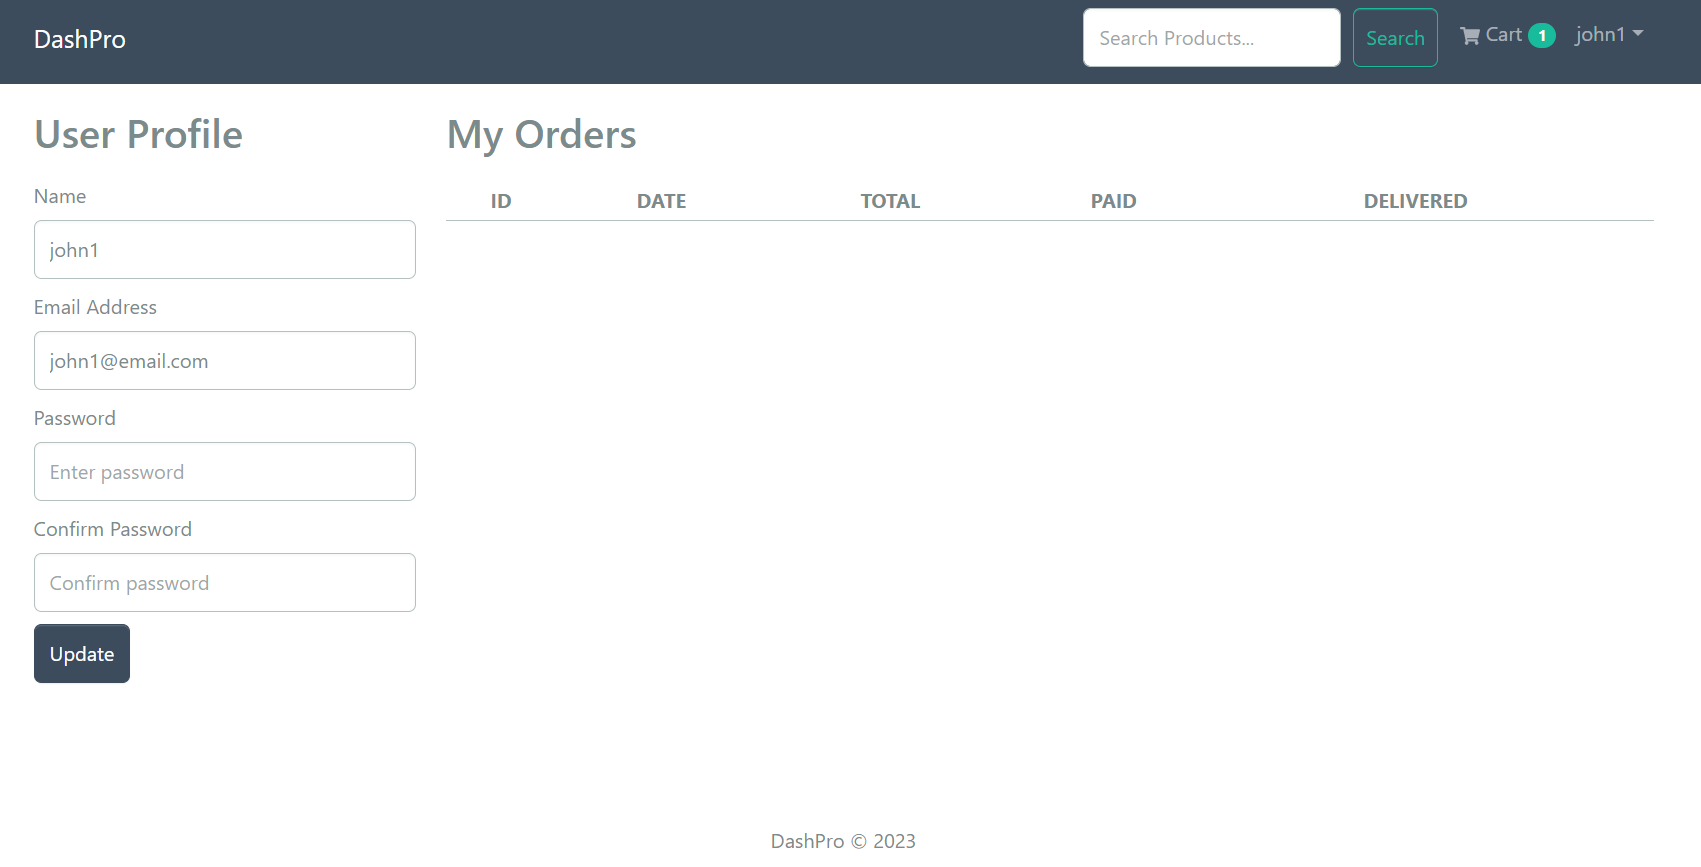 DashPro
Search Products...
Search
Cart 1
john1
User Profile
Name
john1
Email Address
john1@email.com
Password
Enter password
Confirm Password
Confirm password
Update
My Orders
ID DATE TOTAL PAID DELIVERED
DashPro © 2023